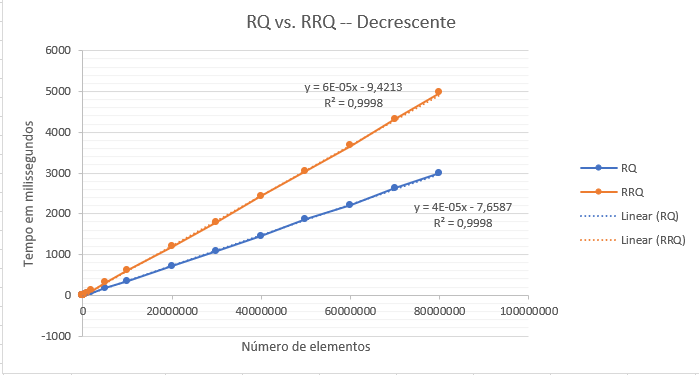 RQ vs. RRQ -- Decrescente
6000
5000
4000
3000
2000
1000
0
-1000
Tempo em milissegundos
y = 6E-05x - 9,4213
R² = 0,9998
y = 4E-05x - 7,6587
R² = 0,9998
0
20000000
40000000
60000000
80000000
100000000
Número de elementos
RQ
RRQ
Linear (RQ)
Linear (RRQ)